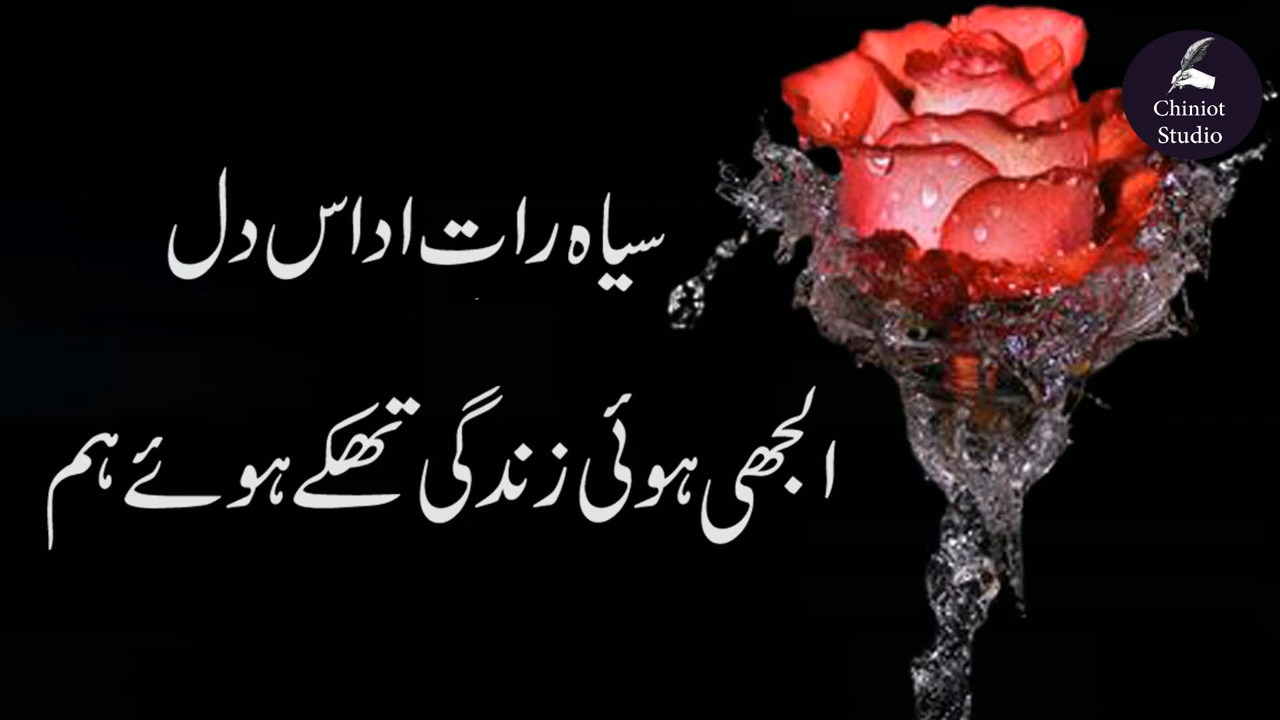 سیاہ رات اداس دل
الجھی ہوئی زندگی تھکے ہوئے ہم
Chiniot
Studio